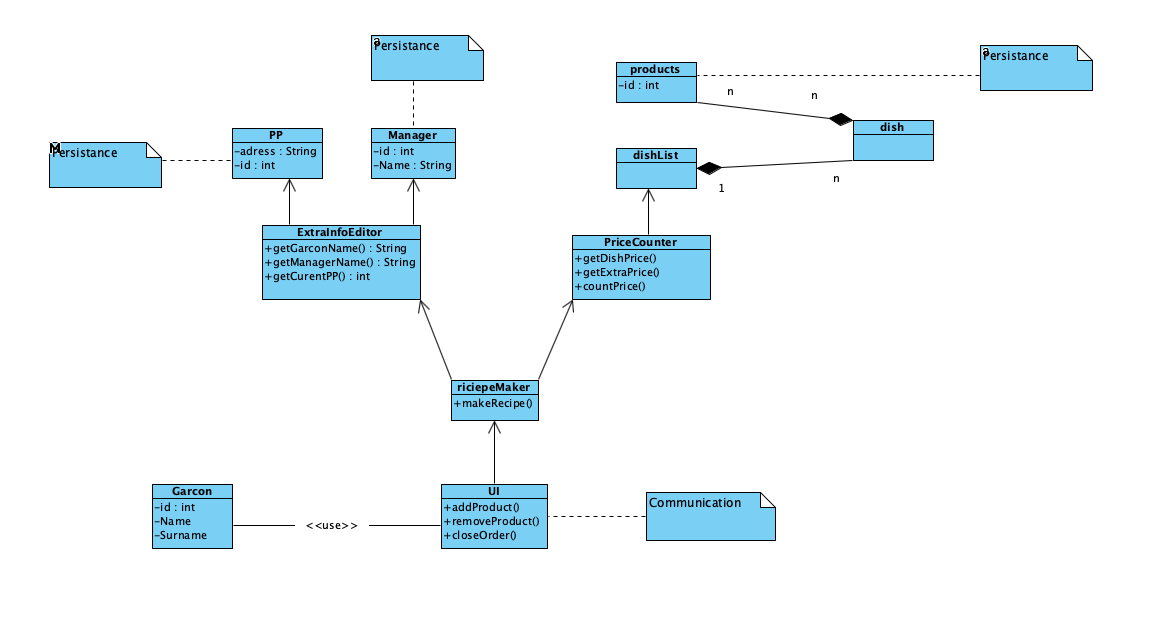 a
Persistance
a
Persistance
products
-id : int
n
n
dish
M
Persistance
PP
-adress : String
-id : int
Manager
-id : int
-Name : String
dishList
1
n
ExtraInfoEditor
+getGarconName() : String
+getManagerName() : String
+getCurentPP() : int
PriceCounter
+getDishPrice()
+getExtraPrice()
+countPrice()
riciepeMaker
+makeRecipe()
Garcon
-id : int
-Name
-Surname
<<use>>
UI
+addProduct()
+removeProduct()
+closeOrder()
Communication